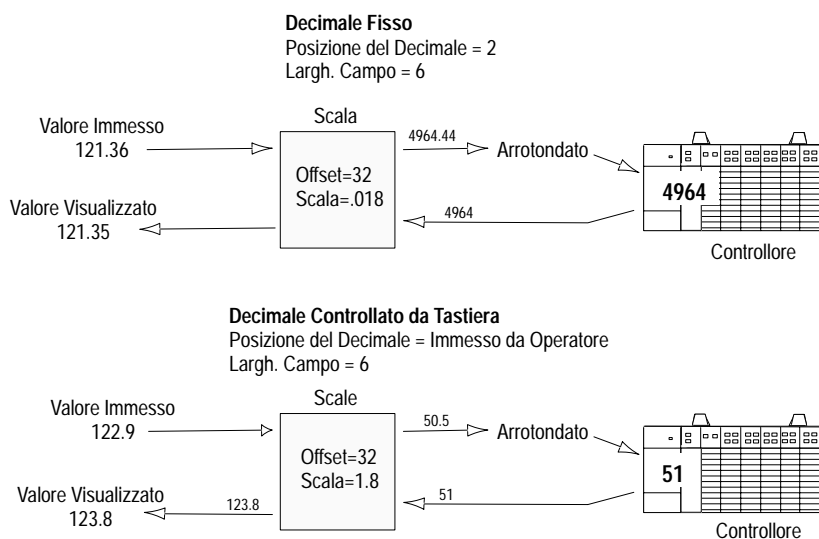 Decimale Fisso
Posizione del Decimale = 2
Largh. Campo = 6
Scala
Valore Immesso
121.36
4964.44
Arrotondato
Offset=32
Scala=.018
4964
Valore Visualizzato
121.35
4964
Controllore
Decimale Controllato da Tastiera
Posizione del Decimale = Immesso da Operatore
Largh. Campo = 6
Scale
Valore Immesso
122.9
50.5
Arrotondato
Offset=32
Scala=1.8
51
Valore Visualizzato
123.8
123.8
51
Controllore